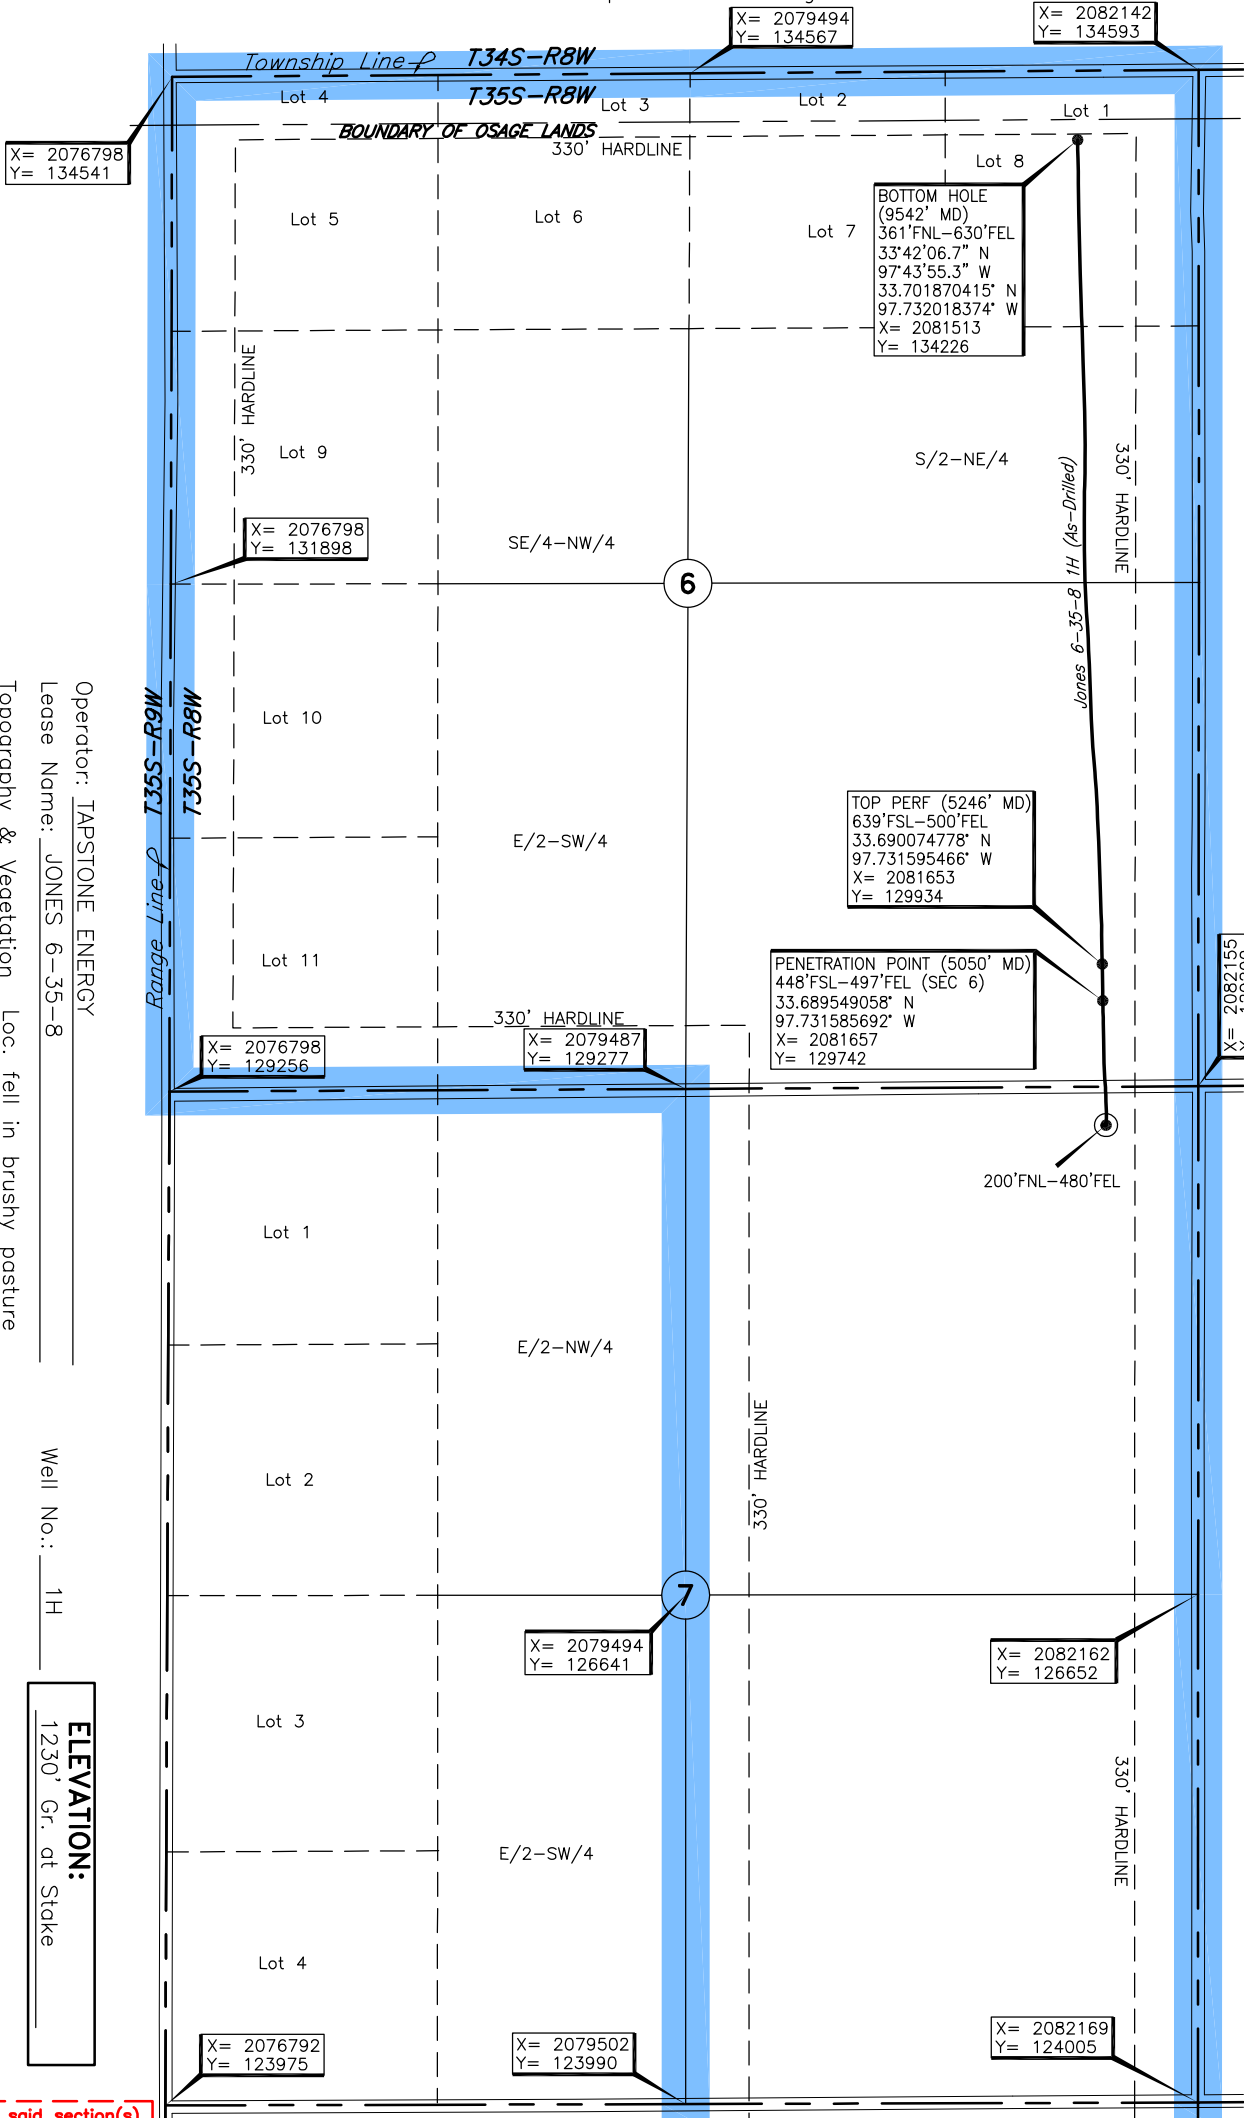 X= 2079494
Y= 134567
X= 2082142
Y= 134593
Township Line
T34S-R8W
T35S-R8W
Lot 4
Lot 3
Lot 2
Lot 1
BOUNDARY OF OSAGE LANDS
330' HARDLINE
X= 2076798
Y= 134541
Lot 8
Lot 5
Lot 6
Lot 7
BOTTOM HOLE
(9542' MD)
361'FNL-630'FEL
33°42'06.7" N
97°43'55.3" W
33.701870415° N
97.732018374° W
X= 2081513
Y= 134226
330' HARDLINE
Lot 9
S/2-NE/4
Jones 6-35-8 1H (As-Drilled)
330' HARDLINE
X= 2076798
Y= 131898
SE/4-NW/4
6
T35S-R9W
T35S-R8W
Range Line
Lot 10
E/2-SW/4
TOP PERF (5246' MD)
639'FSL-500'FEL
33.690074778° N
97.731595466° W
X= 2081653
Y= 129934
Lot 11
PENETRATION POINT (5050' MD)
448'FSL-497'FEL (SEC 6)
33.689549058° N
97.731585692° W
X= 2081657
Y= 129742
330' HARDLINE
X= 2076798
Y= 129256
X= 2079487
Y= 129277
X= 2082155
200'FNL-480'FEL
Lot 1
E/2-NW/4
Lot 2
330' HARDLINE
7
X= 2079494
Y= 126641
X= 2082162
Y= 126652
Lot 3
330' HARDLINE
E/2-SW/4
Lot 4
X= 2076792
Y= 123975
X= 2079502
Y= 123990
X= 2082169
Y= 124005
Operator: TAPSTONE ENERGY
Lease Name: JONES 6-35-8
Well No.: 1H
Topography & Vegetation Loc. fell in brushy pasture
ELEVATION:
1230' Gr. at Stake
said section(s)